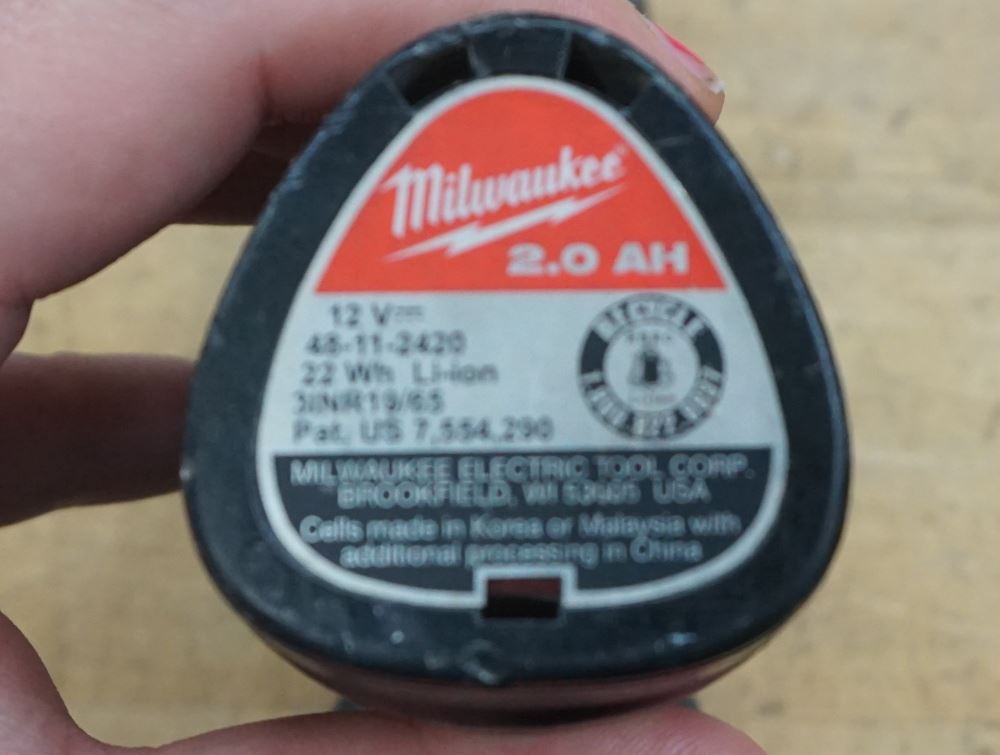 Milwaukee
2.0 AH
12 V
48-11-2420
22 Wh Li-ion
3INR19/65
Pat. US 7,554,290
RECYCLE
MILWAUKEE ELECTRIC TOOL CORP.
BROOKFIELD, WI 53005 USA
Cells made in Korea or Malaysia with
additional processing in China